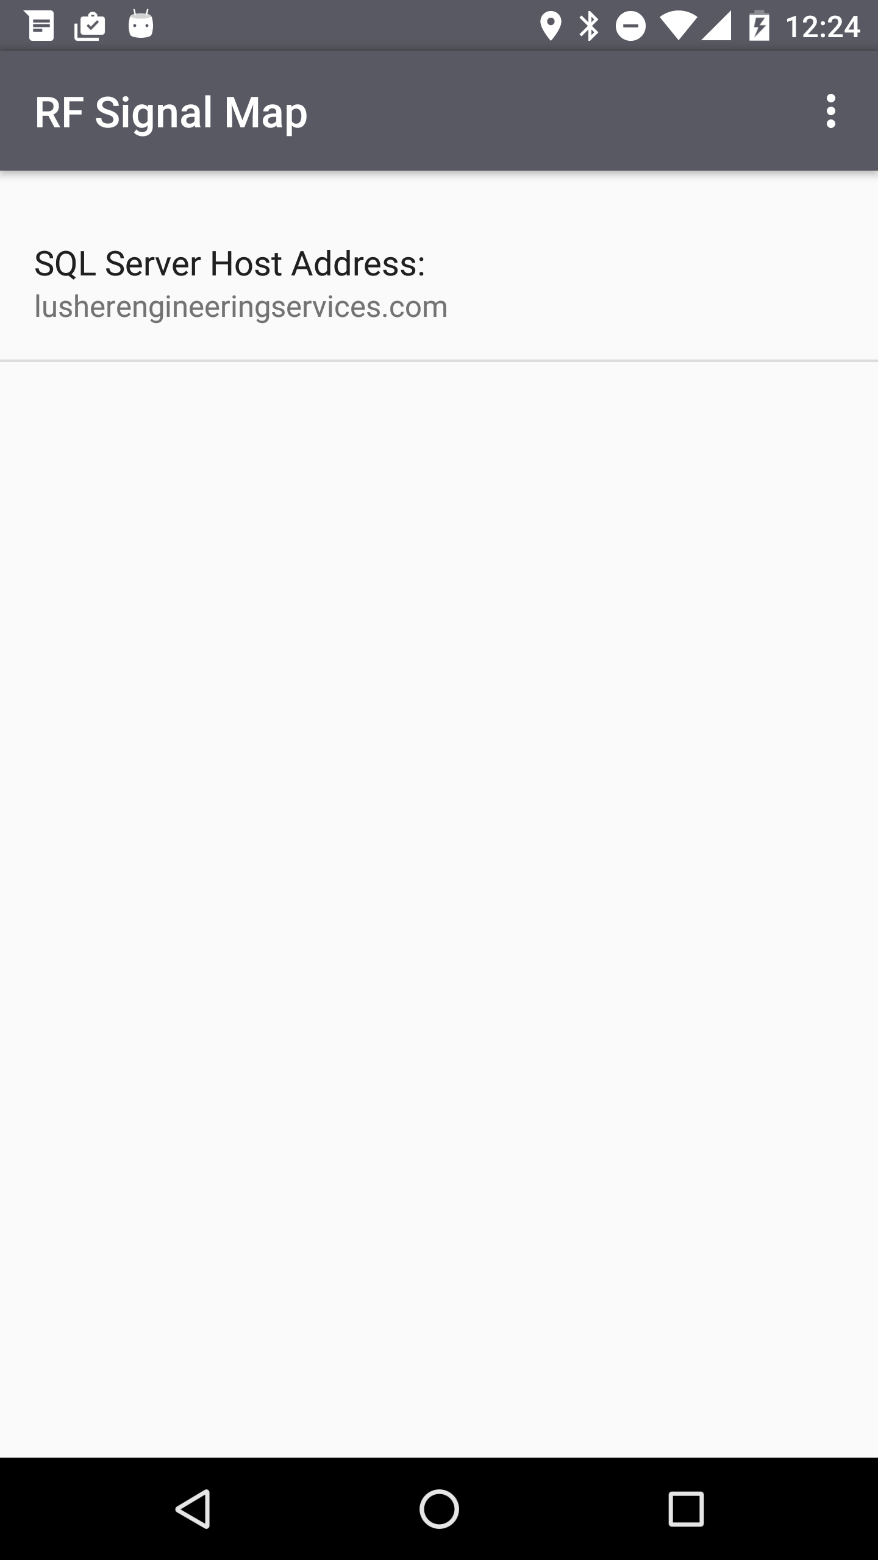 12:24
RF Signal Map
SQL Server Host Address:
lusherengineeringservices.com